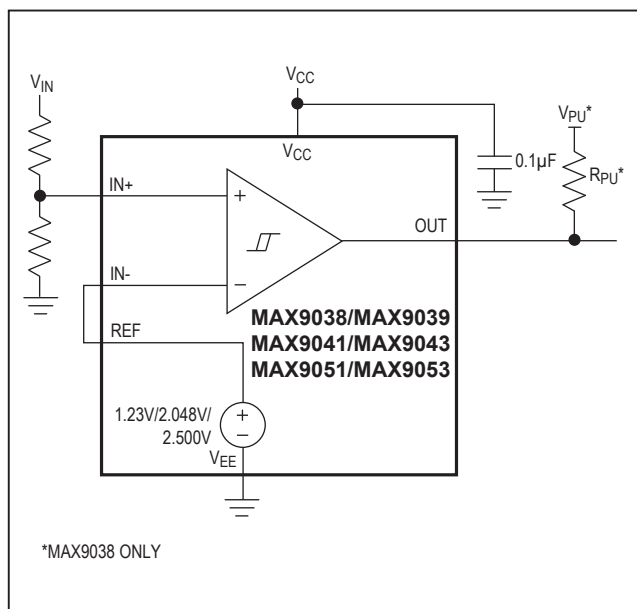 VIN
VCC
VCC
VPU*
0.1µF
RPU*
IN+
+
OUT
IN-
−
REF
MAX9038/MAX9039
MAX9041/MAX9043
MAX9051/MAX9053
1.23V/2.048V/
2.500V
+
−
VEE
*MAX9038 ONLY